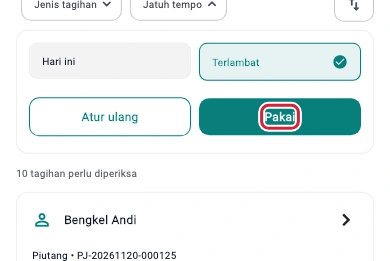 Jenis tagihan
Jatuh tempo
Hari ini
Terlambat
Atur ulang
Pakai
10 tagihan perlu diperiksa
Bengkel Andi
Piutang • PJ-20261120-000125